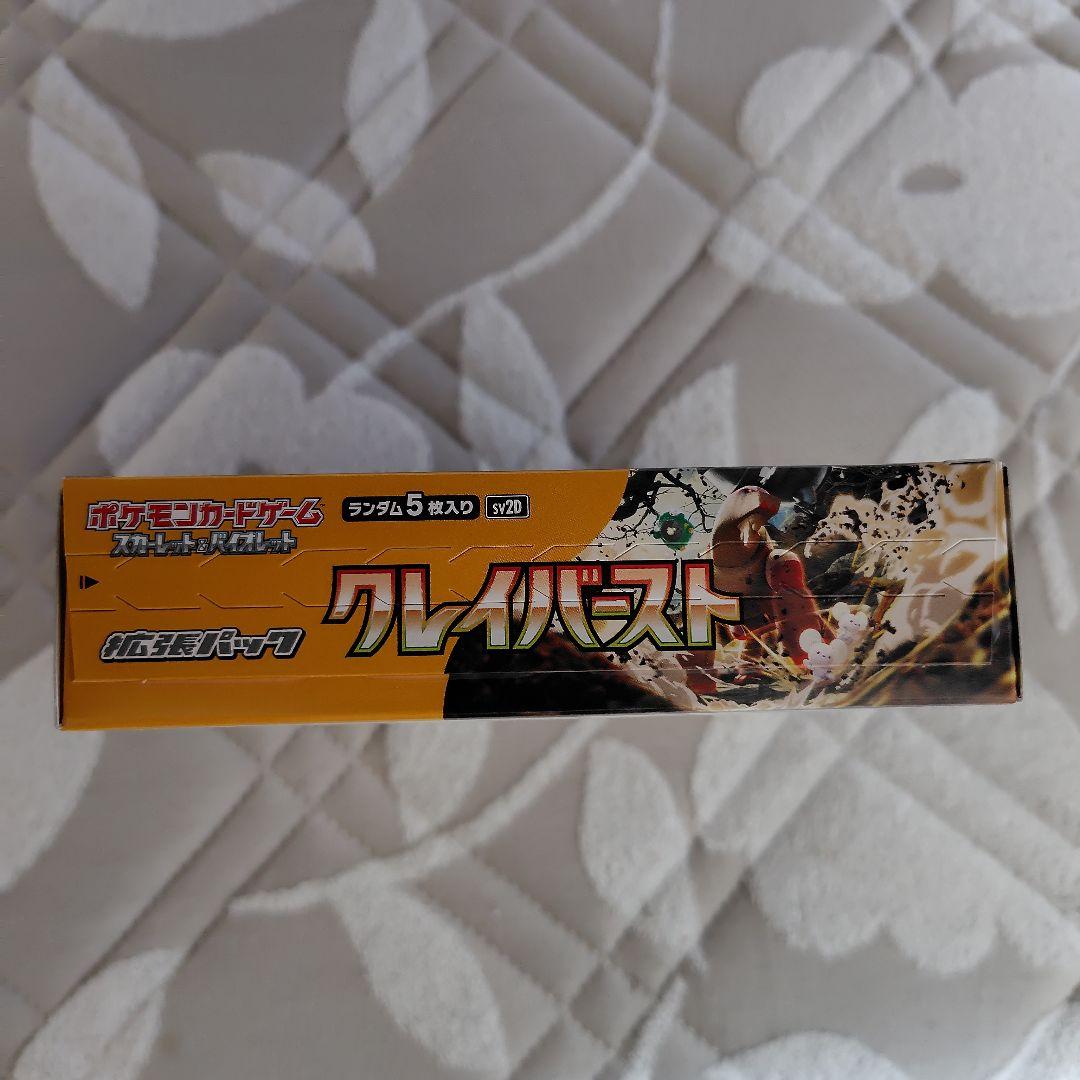 ポケモンカードゲーム
スカーレット&バイオレット
ランダム5枚入り
SV2D
拡張パック
クレイバースト